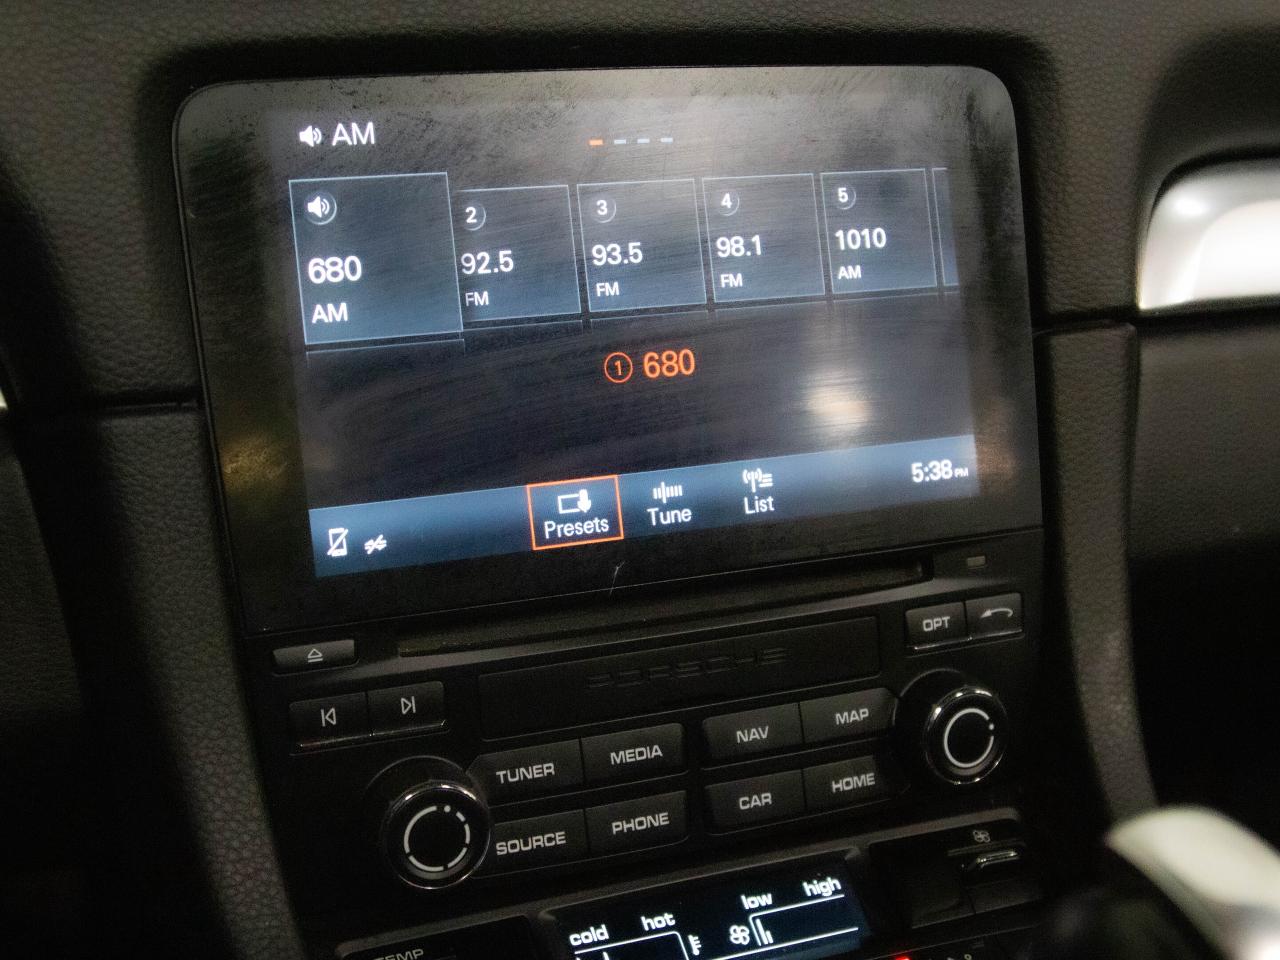 AM
680
AM
2
92.5
FM
3
93.5
FM
4
98.1
FM
5
1010
AM
1 680
Presets
Tune
List
5:38 PM
OPT
PORSCHE
TUNER
MEDIA
NAV
MAP
SOURCE
PHONE
CAR
HOME
TEMP
cold
hot
low
high